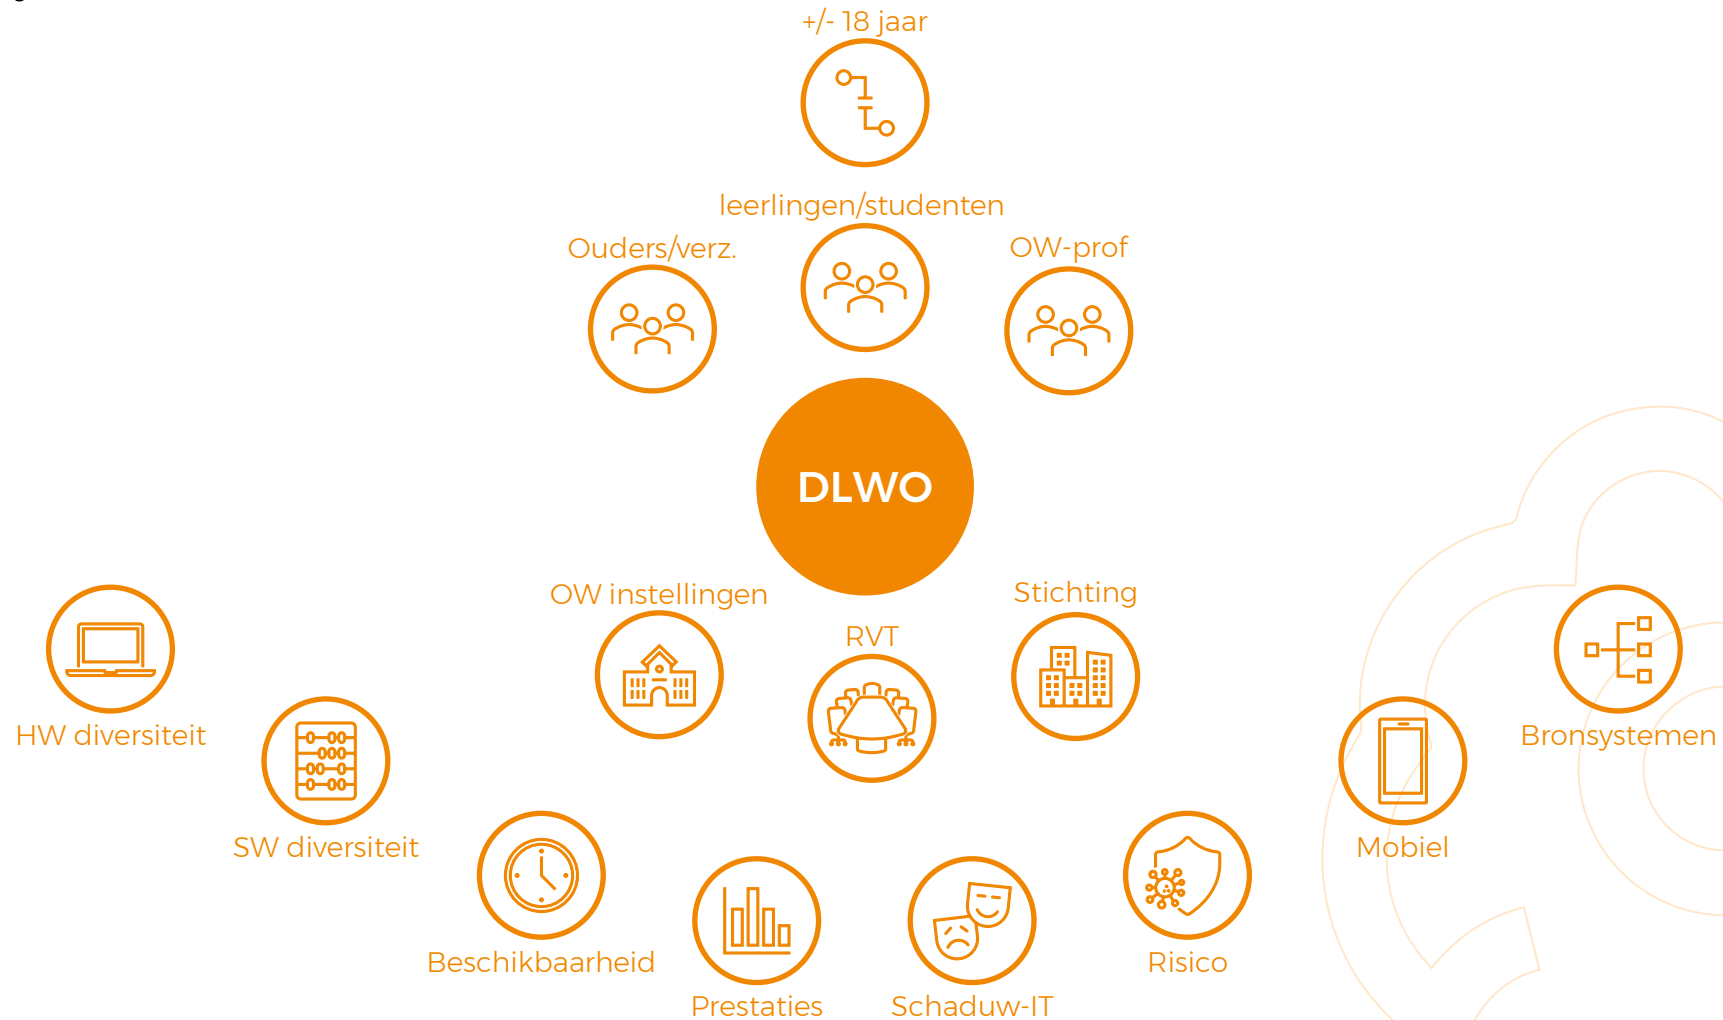 +/- 18 jaar
leerlingen/studenten
Ouders/verz.
OW-prof
DLWO
OW instellingen
Stichting
RVT
HW diversiteit
Bronsystemen
SW diversiteit
Mobiel
Beschikbaarheid
Risico
Prestaties
Schaduw-IT